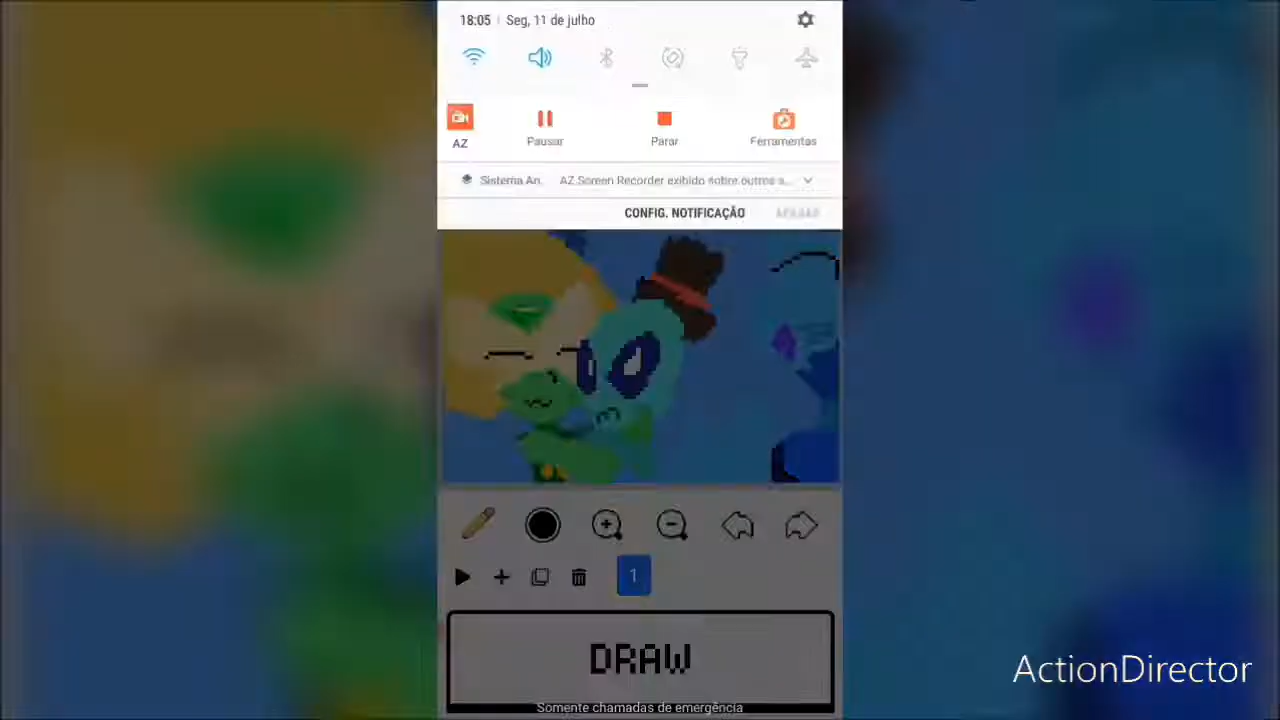 18:05 | Seg, 11 de julho
AZ
Pausar
Parar
Ferramentas
Sistema An.. AZ Screen Recorder exibido sobre outros a...
CONFIG. NOTIFICAÇÃO
APAGAR
1
DRAW
Somente chamadas de emergência
ActionDirector